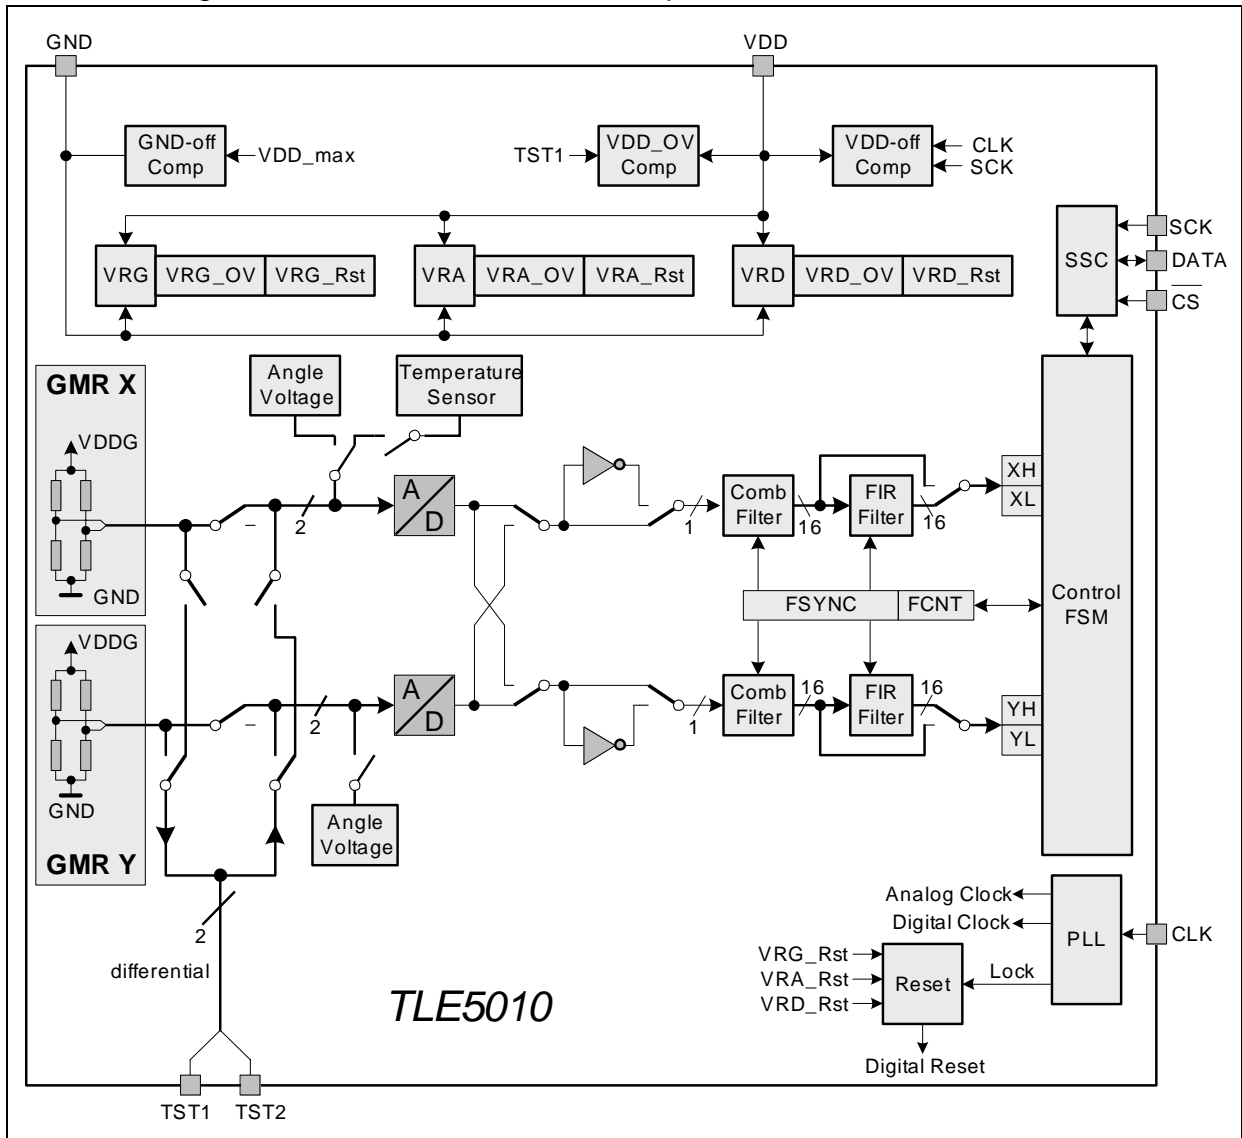 GND
VDD
GND-off
Comp
VDD_max
TST1
VDD_OV
Comp
VDD-off
Comp
CLK
SCK
VRG
VRG_OV
VRG_Rst
VRA
VRA_OV
VRA_Rst
VRD
VRD_OV
VRD_Rst
SSC
SCK
DATA
CS
GMR X
VDDG
GND
Angle
Voltage
Temperature
Sensor
2
A
D
1
Comb
Filter
16
FIR
Filter
16
XH
XL
FSYNC
FCNT
Control
FSM
VDDG
GND
GMR Y
2
A
D
1
Comb
Filter
16
FIR
Filter
16
YH
YL
Angle
Voltage
2
differential
TST1
TST2
TLE5010
Analog Clock
Digital Clock
PLL
CLK
Lock
VRG_Rst
VRA_Rst
VRD_Rst
Reset
Digital Reset